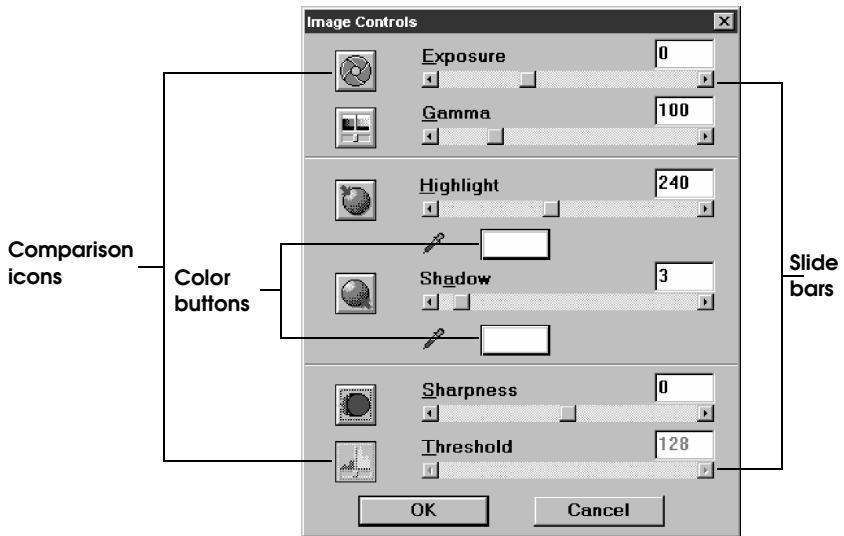 Image Controls
Exposure
0
Gamma
100
Highlight
240
Shadow
3
Sharpness
0
Threshold
128
OK
Cancel
Comparison
icons
Color
buttons
Slide
bars